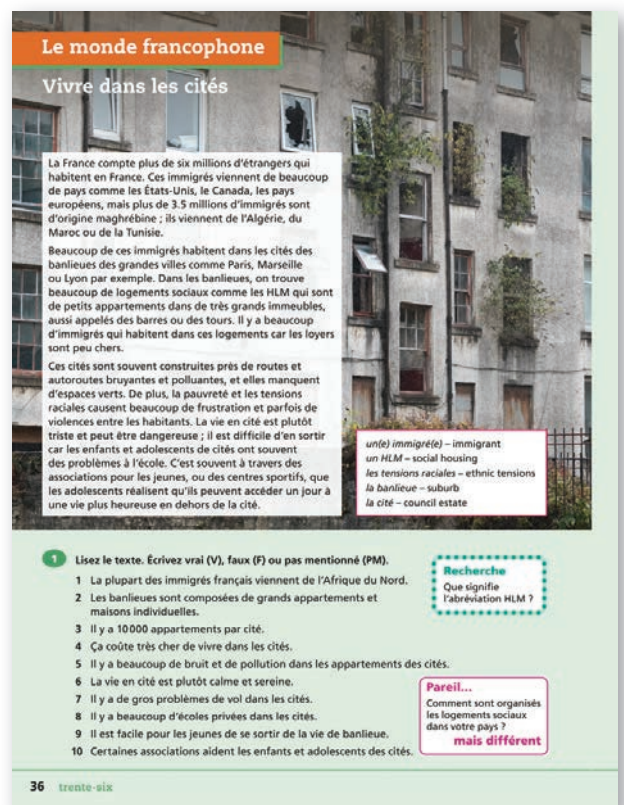 Le monde francophone
Vivre dans les cités
La France compte plus de six millions d'étrangers qui
habitent en France. Ces immigrés viennent de beaucoup
de pays comme les États-Unis, le Canada, les pays
européens, mais plus de 3.5 millions d'immigrés sont
d'origine maghrébine ; ils viennent de l'Algérie, du
Maroc ou de la Tunisie.
Beaucoup de ces immigrés habitent dans les cités des
banlieues des grandes villes comme Paris, Marseille
ou Lyon par exemple. Dans les banlieues, on trouve
beaucoup de logements sociaux comme les HLM qui sont
de petits appartements dans de très grands immeubles,
aussi appelés des barres ou des tours. Il y a beaucoup
d'immigrés qui habitent dans ces logements car les loyers
sont peu chers.
Ces cités sont souvent construites près de routes et
autoroutes bruyantes et polluantes, et elles manquent
d'espaces verts. De plus, la pauvreté et les tensions
raciales causent beaucoup de frustration et parfois de
violences entre les habitants. La vie en cité est plutôt
triste et peut être dangereuse ; il est difficile d'en sortir
car les enfants et adolescents de cités ont souvent
des problèmes à l'école. C'est souvent à travers des
associations pour les jeunes, ou des centres sportifs, que
les adolescents réalisent qu'ils peuvent accéder un jour à
une vie plus heureuse en dehors de la cité.
un(e) immigré(e) – immigrant
un HLM – social housing
les tensions raciales – ethnic tensions
la banlieue – suburb
la cité – council estate
1 Lisez le texte. Écrivez vrai (V), faux (F) ou pas mentionné (PM).
1 La plupart des immigrés français viennent de l'Afrique du Nord.
2 Les banlieues sont composées de grands appartements et
maisons individuelles.
3 Il y a 10 000 appartements par cité.
4 Ça coûte très cher de vivre dans les cités.
5 Il y a beaucoup de bruit et de pollution dans les appartements des cités.
6 La vie en cité est plutôt calme et sereine.
7 Il y a de gros problèmes de vol dans les cités.
8 Il y a beaucoup d'écoles privées dans les cités.
9 Il est facile pour les jeunes de se sortir de la vie de banlieue.
10 Certaines associations aident les enfants et adolescents des cités.
Recherche
Que signifie
l'abréviation HLM ?
Pareil...
Comment sont organisés
les logements sociaux
dans votre pays ?
mais différent
36 trente-six